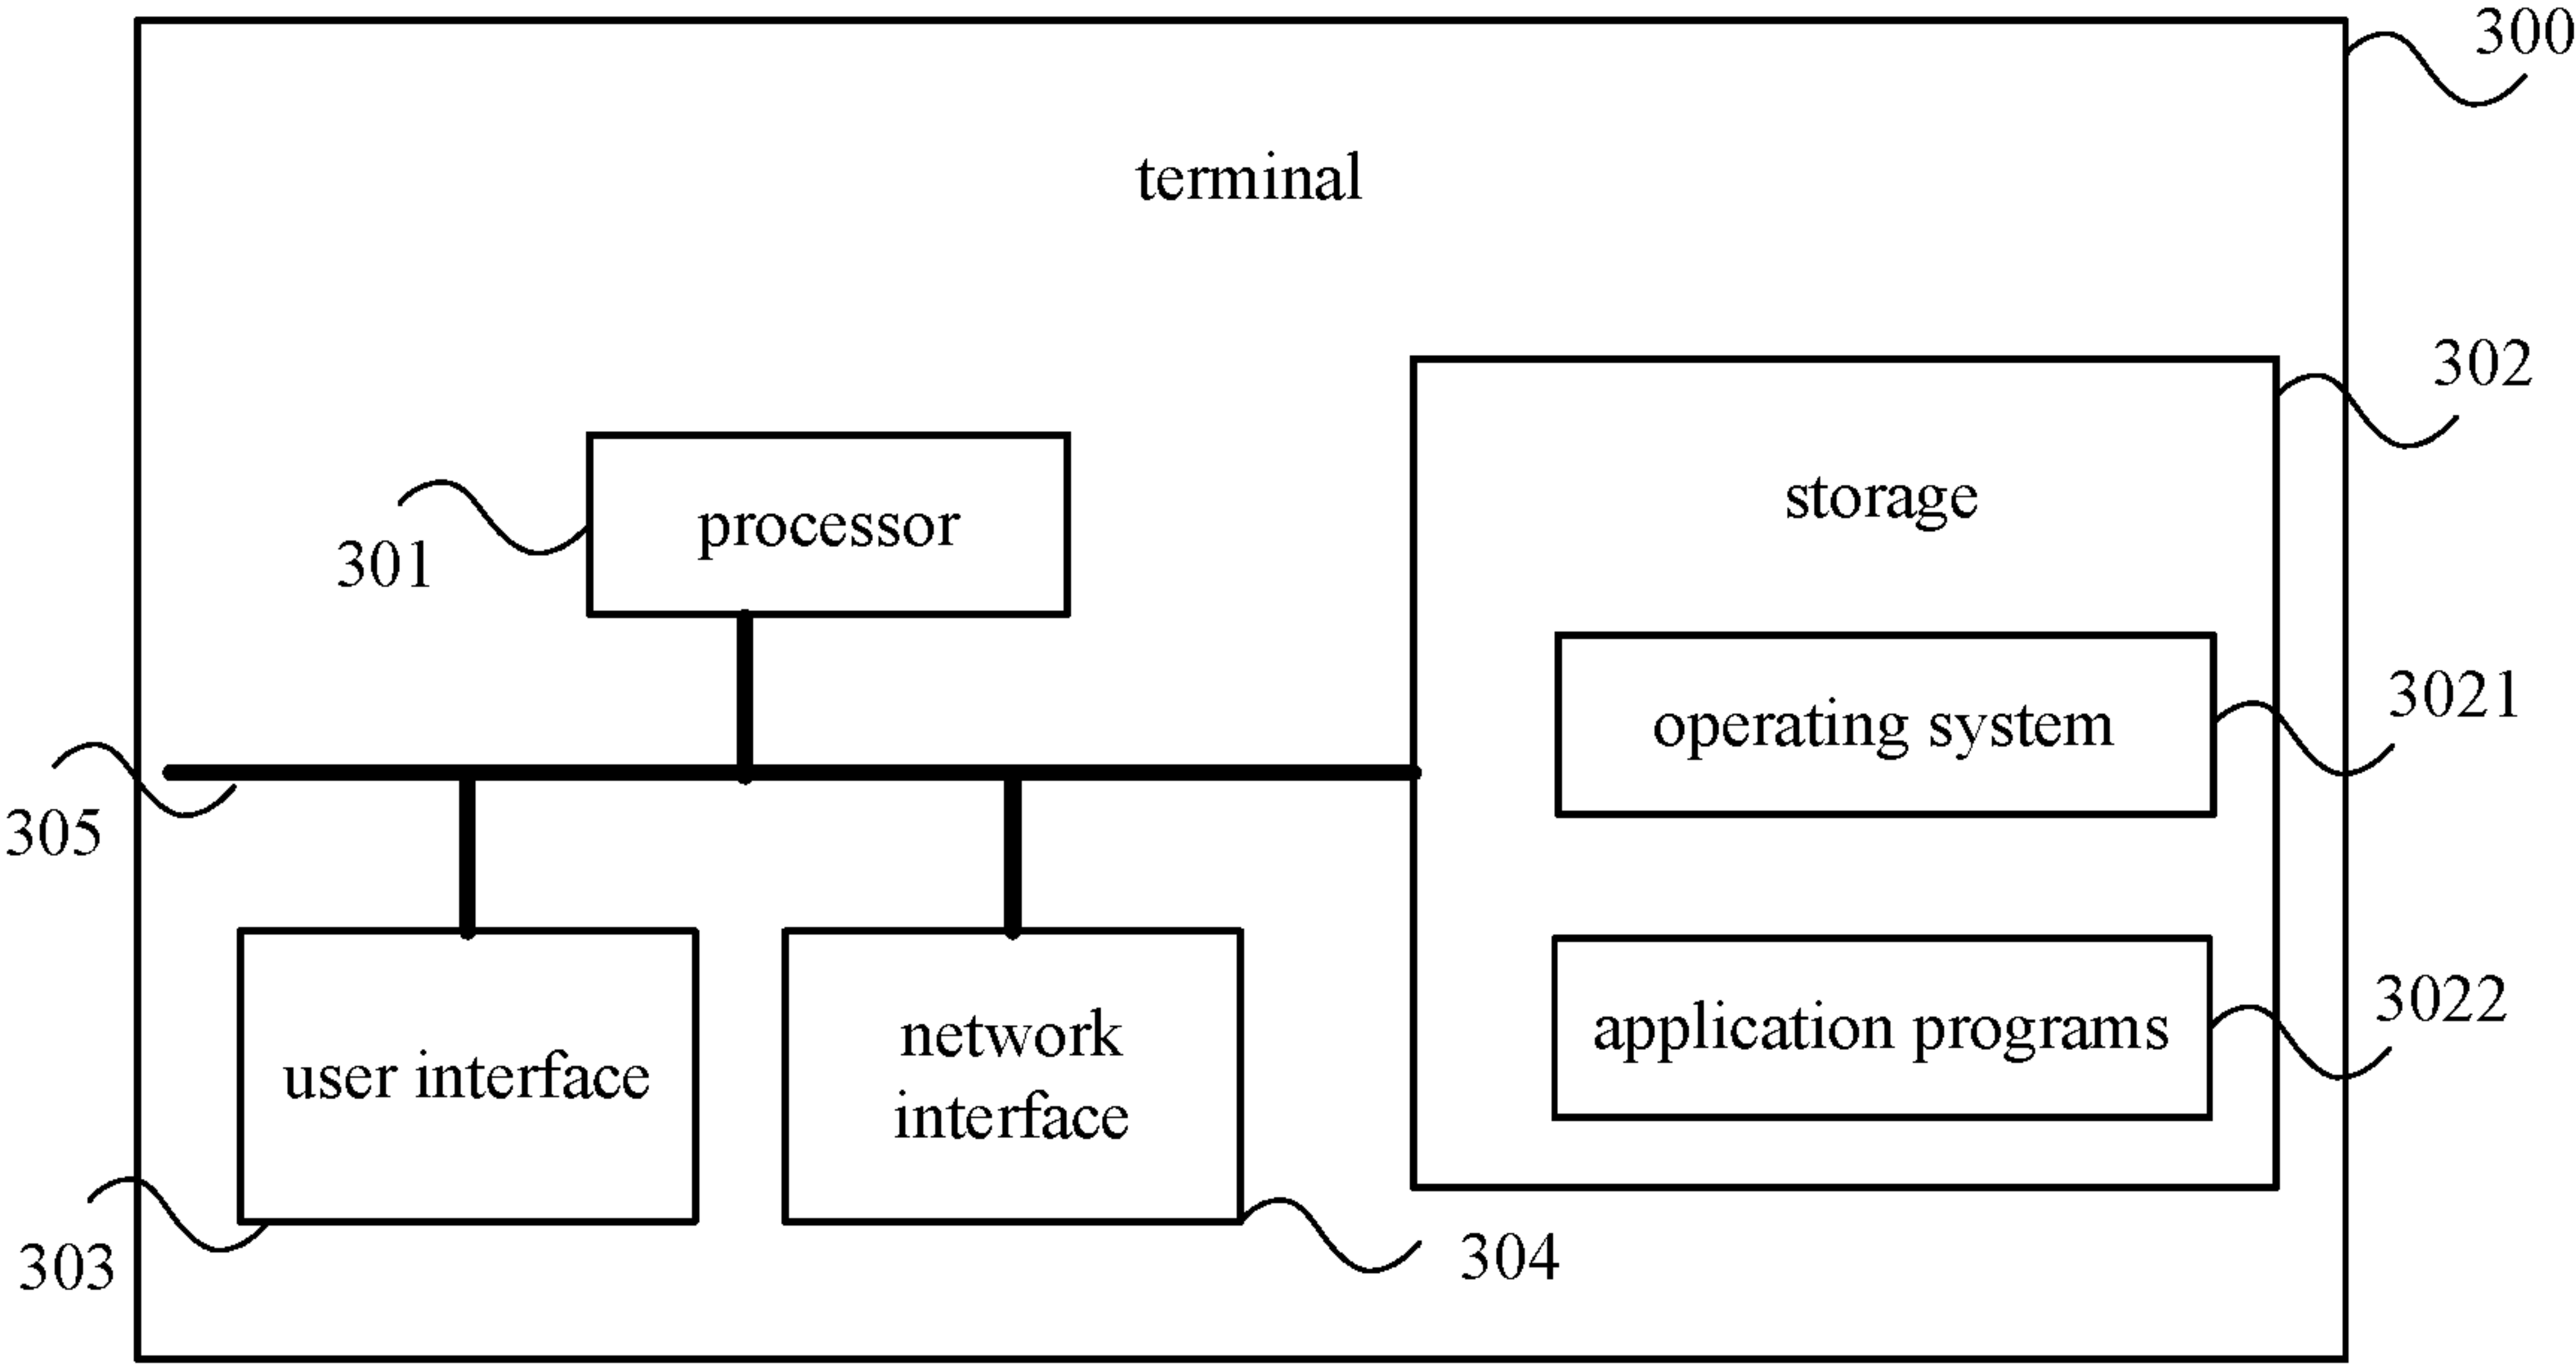 300
terminal
302
storage
processor
301
operating system
3021
305
application programs
3022
user interface
network
interface
303
304